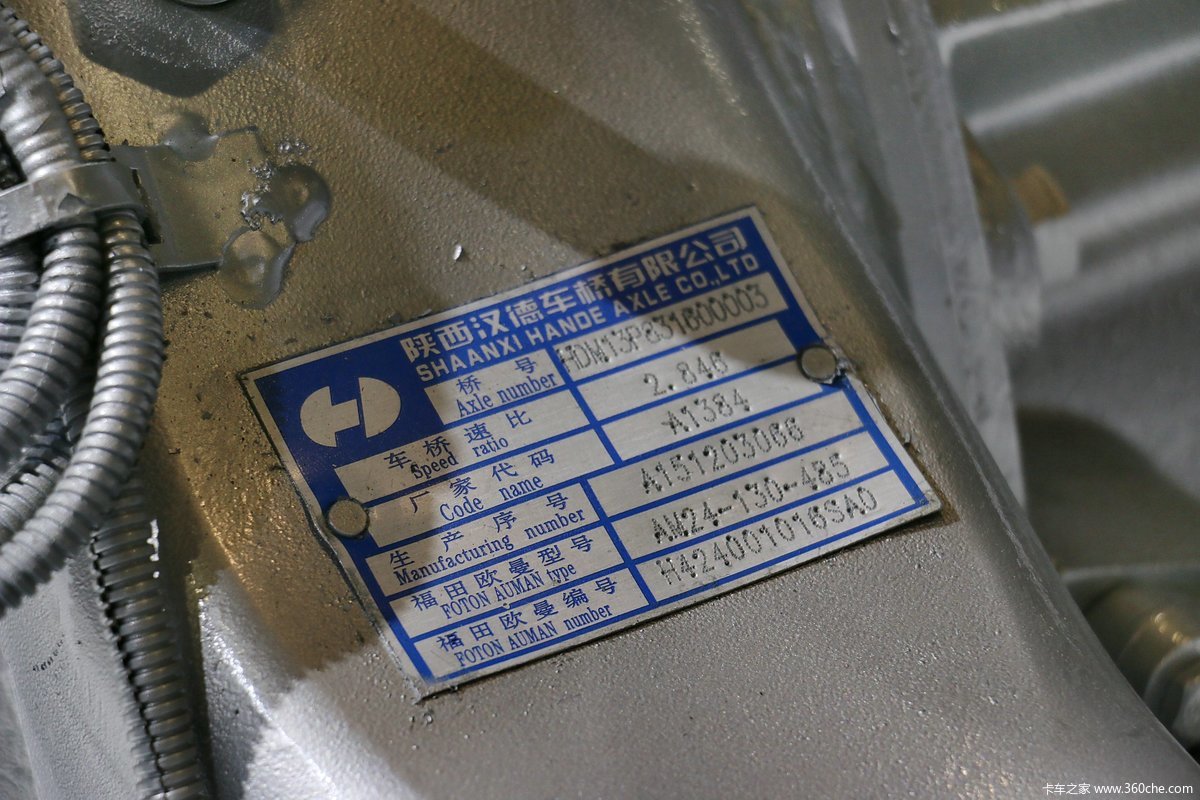 陕西汉德车桥有限公司
SHAANXI HANDE AXLE CO.,LTD
桥号 HDM13P831600003
Axle number
车桥速比 2.846
Speed ratio
厂家代码 A1384
Code name
生产序号 A151203066
Manufacturing number
福田欧曼型号 AM24-130-485
FOTON AUMAN type
福田欧曼编号 H424001016SA0
FOTON AUMAN number
卡车之家 www.360che.com